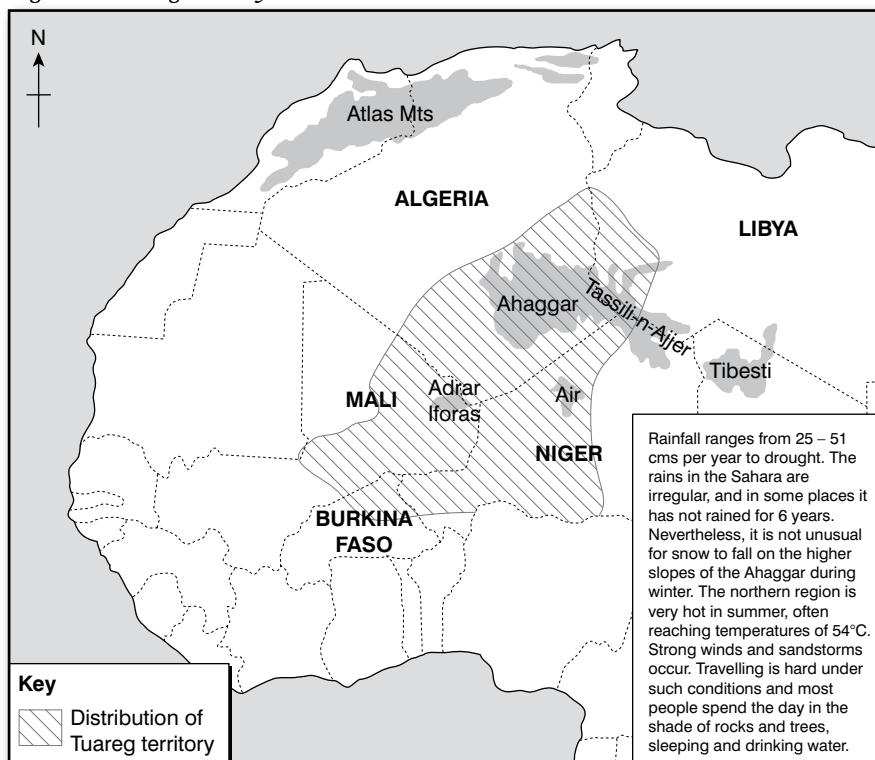 N
Atlas Mts
ALGERIA
LIBYA
Ahaggar
Tassili-n-Ajjer
Tibesti
MALI
Adrar
Iforas
Air
NIGER
BURKINA
FASO
Rainfall ranges from 25 – 51
cms per year to drought. The
rains in the Sahara are
irregular, and in some places it
has not rained for 6 years.
Nevertheless, it is not unusual
for snow to fall on the higher
slopes of the Ahaggar during
winter. The northern region is
very hot in summer, often
reaching temperatures of 54°C.
Strong winds and sandstorms
occur. Travelling is hard under
such conditions and most
people spend the day in the
shade of rocks and trees,
sleeping and drinking water.
Key
Distribution of
Tuareg territory